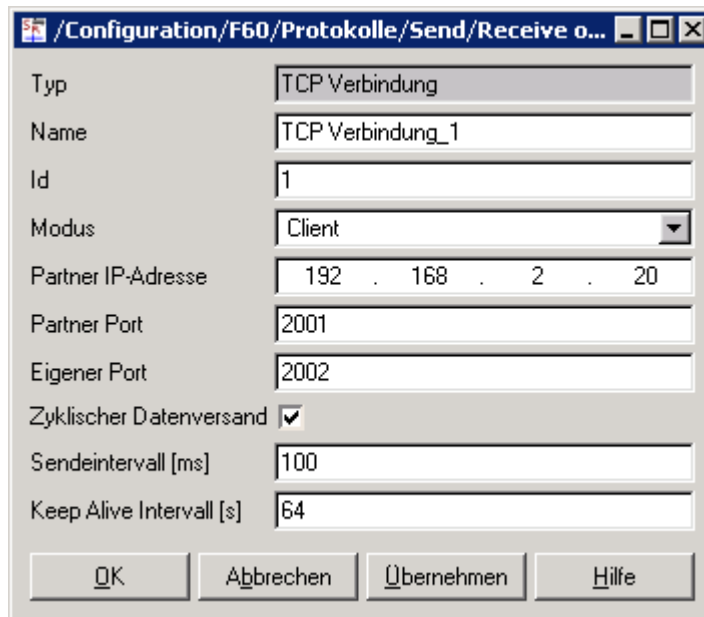 /Configuration/F60/Protokolle/Send/Receive o...
Typ TCP Verbindung
Name TCP Verbindung_1
Id 1
Modus Client
Partner IP-Adresse 192 . 168 . 2 . 20
Partner Port 2001
Eigener Port 2002
Zyklischer Datenversand
Sendeintervall [ms] 100
Keep Alive Intervall [s] 64
OK Abbrechen Übernehmen Hilfe